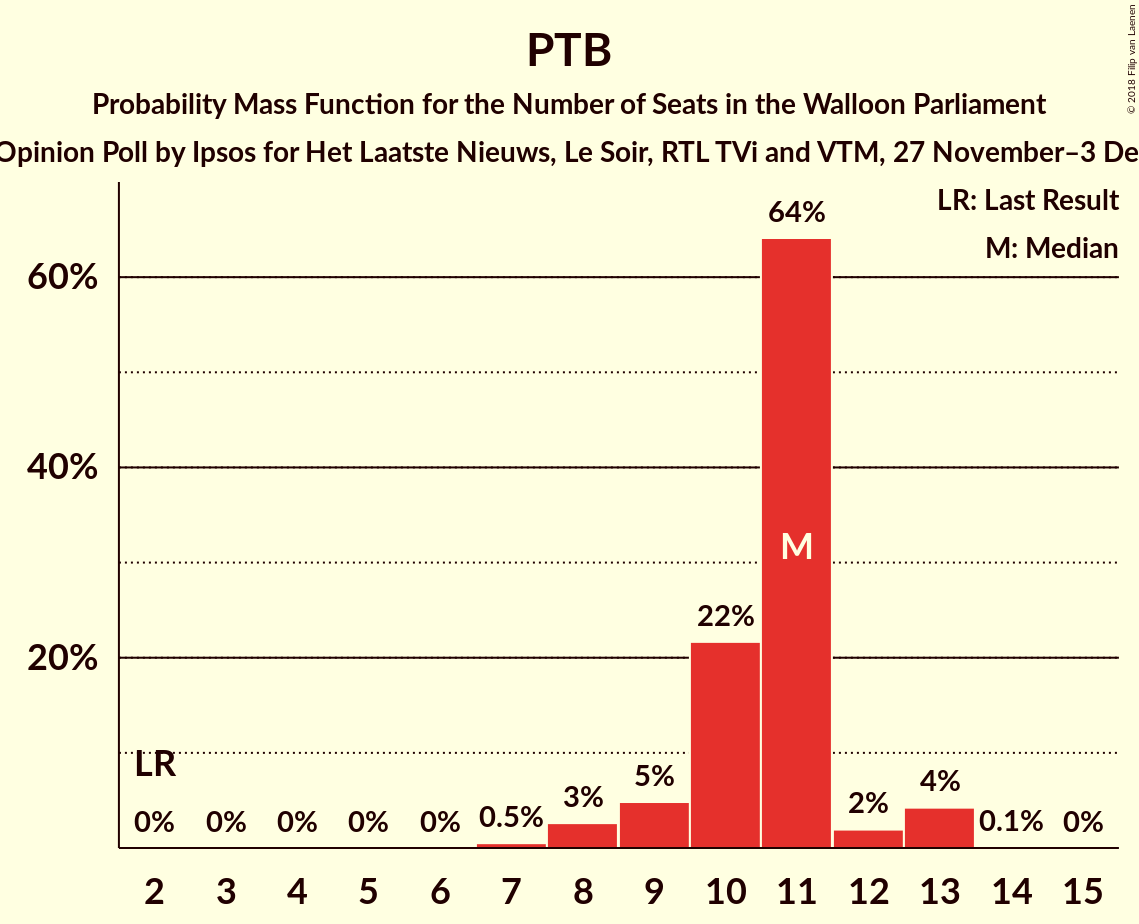 PTB
Probability Mass Function for the Number of Seats in the Walloon Parliament
Opinion Poll by Ipsos for Het Laatste Nieuws, Le Soir, RTL TVi and VTM, 27 November–3 De
© 2018 Filip van Laenen
LR: Last Result
M: Median
60%
40%
20%
64%
M
22%
LR
0% 0% 0% 0% 0% 0.5% 3% 5% 2% 4% 0.1% 0%
2 3 4 5 6 7 8 9 10 11 12 13 14 15